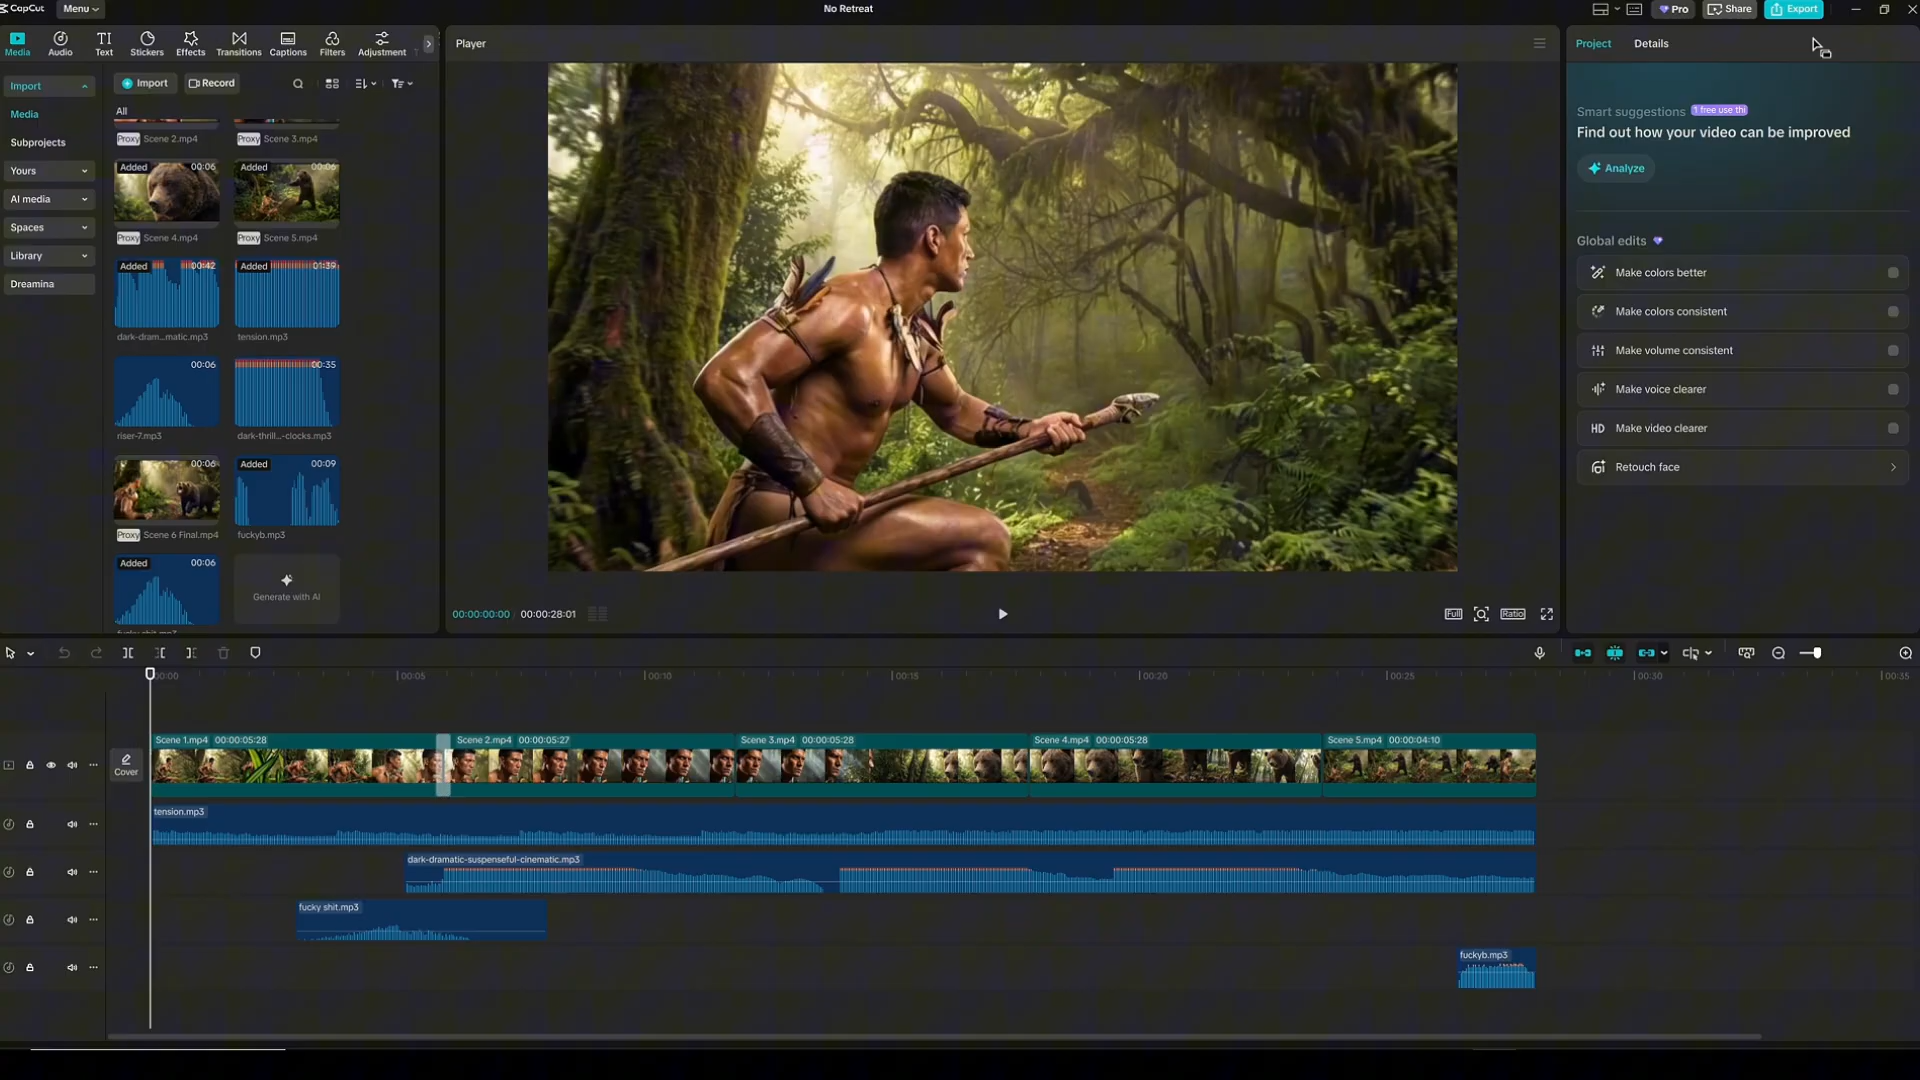 CapCut
Menu
No Retreat
Pro
Share
Export
Media
Audio
Text
Stickers
Effects
Transitions
Captions
Filters
Adjustment
Player
Project
Details
Import
Media
Subprojects
Yours
AI media
Spaces
Library
Dreamina
Import
Record
All
Proxy Scene 2.mp4
Proxy Scene 3.mp4
Added 00:06
Added 00:06
Proxy Scene 4.mp4
Proxy Scene 5.mp4
Added 00:42
Added 01:39
dark-dram...matic.mp3
tension.mp3
00:06
00:35
riser-7.mp3
dark-thrill...-clocks.mp3
00:06
Added 00:09
Proxy Scene 6 Final.mp4
fuckyb.mp3
Added 00:06
Generate with AI
fucky shit.mp3
00:00:00:00
00:00:28:01
Full
Ratio
Smart suggestions
1 free use thi
Find out how your video can be improved
Analyze
Global edits
Make colors better
Make colors consistent
Make volume consistent
Make voice clearer
HD Make video clearer
Retouch face
00:00
00:05
00:10
00:15
00:20
00:25
00:30
00:35
Cover
Scene 1.mp4 00:00:05:28
Scene 2.mp4 00:00:05:27
Scene 3.mp4 00:00:05:28
Scene 4.mp4 00:00:05:28
Scene 5.mp4 00:00:04:10
tension.mp3
dark-dramatic-suspenseful-cinematic.mp3
fucky shit.mp3
fuckyb.mp3